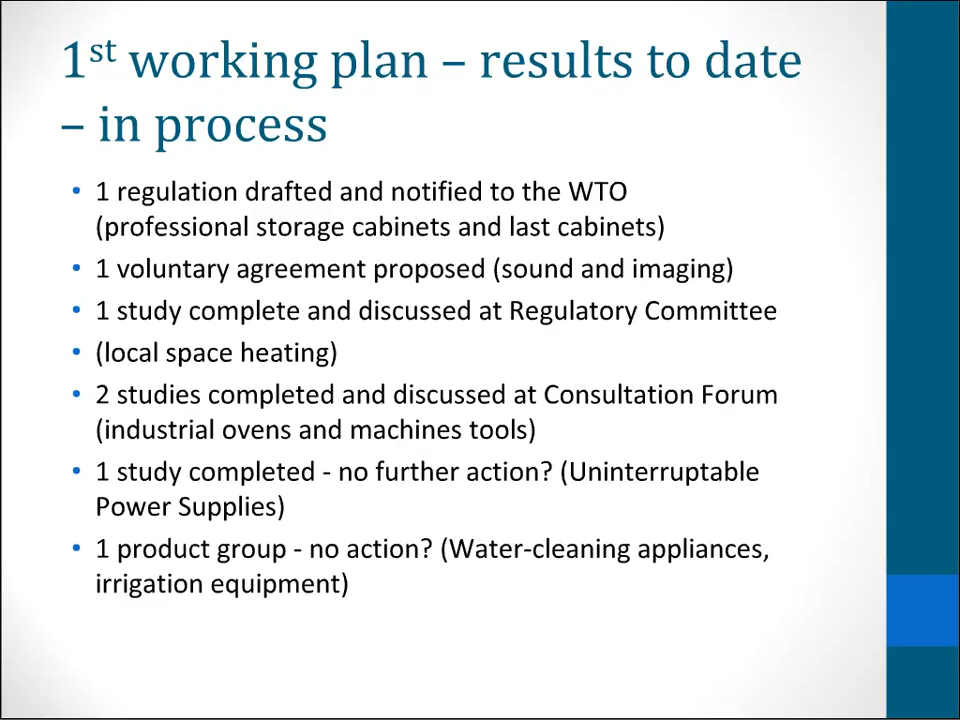 1st working plan – results to date
– in process
• 1 regulation drafted and notified to the WTO
(professional storage cabinets and last cabinets)
• 1 voluntary agreement proposed (sound and imaging)
• 1 study complete and discussed at Regulatory Committee
• (local space heating)
• 2 studies completed and discussed at Consultation Forum
(industrial ovens and machines tools)
• 1 study completed - no further action? (Uninterruptable
Power Supplies)
• 1 product group - no action? (Water-cleaning appliances,
irrigation equipment)